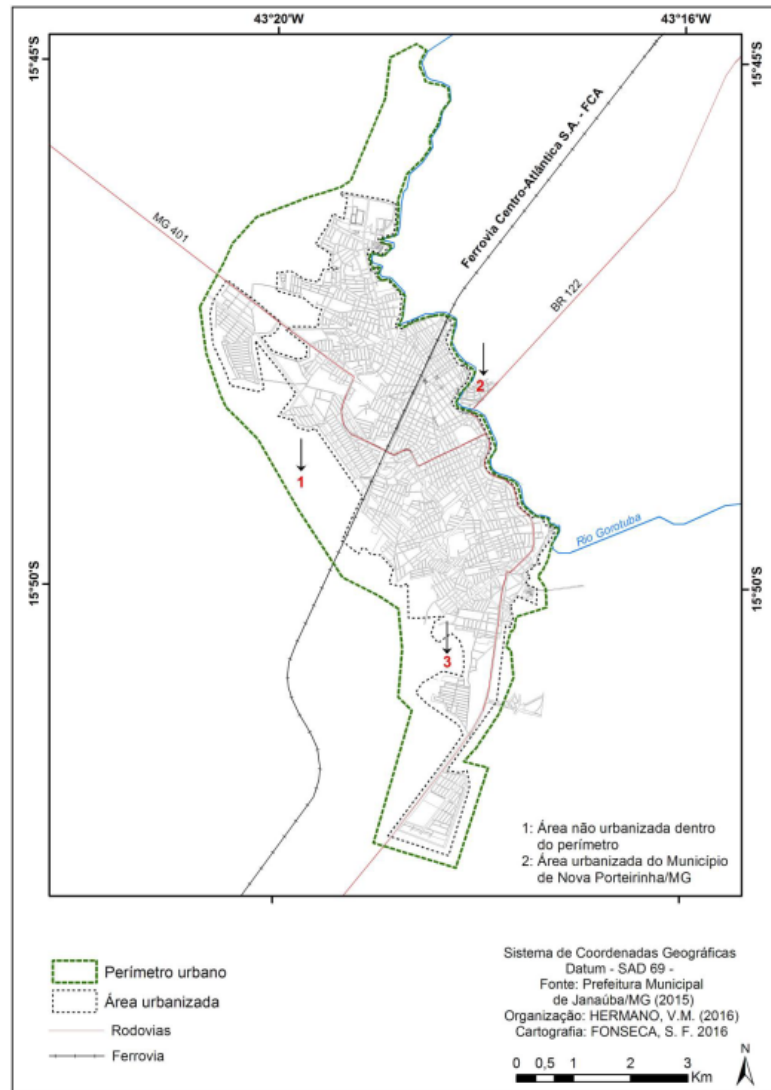 43°20'W
43°16'W
15°45'S
15°45'S
Ferrovia Centro-Atlântica S.A. - FCA
MG 401
BR 122
2
1
Rio Gorotuba
15°50'S
15°50'S
3
1: Área não urbanizada dentro
do perímetro
2: Área urbanizada do Município
de Nova Porteirinha/MG
Perímetro urbano
Área urbanizada
Rodovias
Ferrovia
Sistema de Coordenadas Geográficas
Datum - SAD 69 -
Fonte: Prefeitura Municipal
de Janaúba/MG (2015)
Organização: HERMANO, V.M. (2016)
Cartografia: FONSECA, S. F. 2016
0 0,5 1 2 3
Km
N